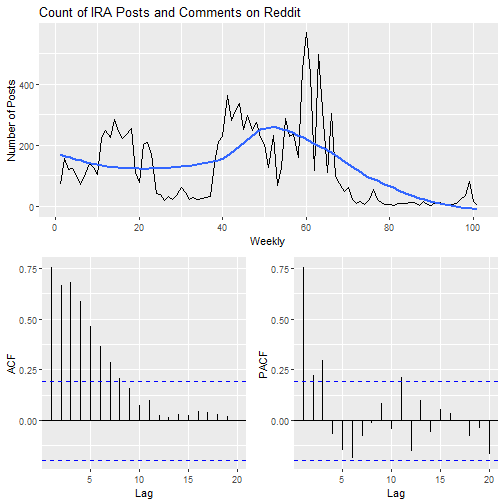 Count of IRA Posts and Comments on Reddit
Number of Posts
400
200
0
0 20 40 60 80 100
Weekly
ACF
0.75
0.50
0.25
0.00
5 10 15 20
Lag
PACF
0.75
0.50
0.25
0.00
5 10 15 20
Lag